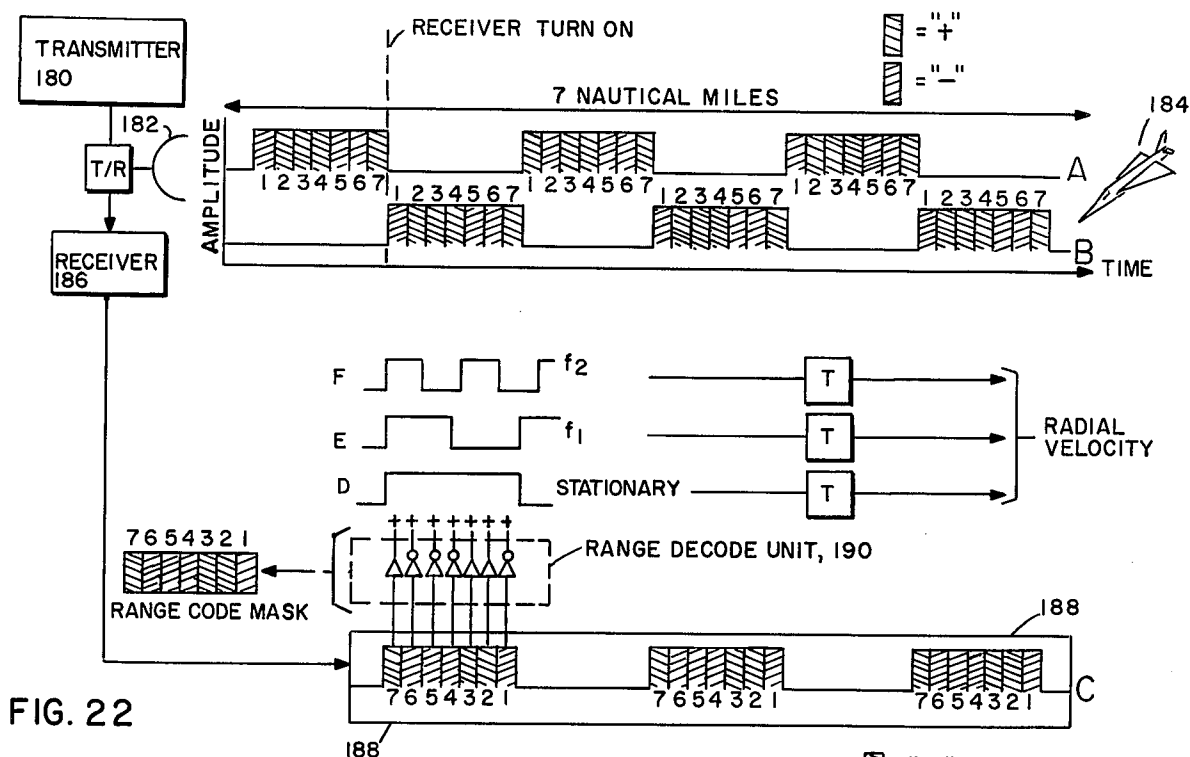 TRANSMITTER
180
RECEIVER TURN ON
= "+"
= "-"
7 NAUTICAL MILES
182
184
T/R
AMPLITUDE
1 2 3 4 5 6 7
1 2 3 4 5 6 7
1 2 3 4 5 6 7
A
1 2 3 4 5 6 7
1 2 3 4 5 6 7
1 2 3 4 5 6 7
B
TIME
RECEIVER
186
F
f2
T
E
f1
T
RADIAL
VELOCITY
D
STATIONARY
T
+ + + + + + +
7 6 5 4 3 2 1
RANGE DECODE UNIT, 190
RANGE CODE MASK
188
7 6 5 4 3 2 1
7 6 5 4 3 2 1
7 6 5 4 3 2 1
C
FIG. 22
188